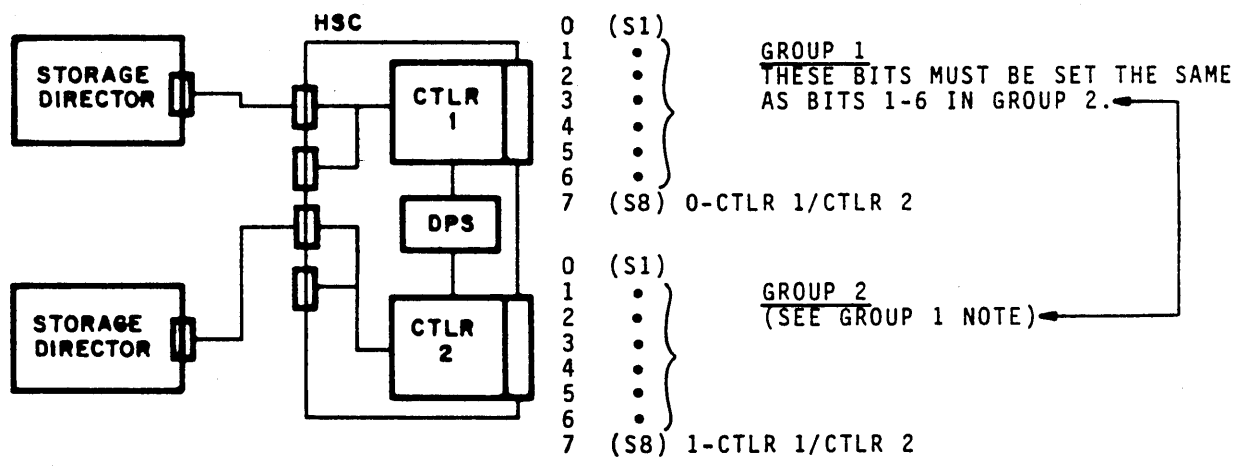 HSC
STORAGE
DIRECTOR
CTLR
1
DPS
STORAGE
DIRECTOR
CTLR
2
0 (S1)
1 •
2 •
3 •
4 •
5 •
6 •
7 (S8) 0-CTLR 1/CTLR 2
GROUP 1
THESE BITS MUST BE SET THE SAME
AS BITS 1-6 IN GROUP 2.
0 (S1)
1 •
2 •
3 •
4 •
5 •
6 •
7 (S8) 1-CTLR 1/CTLR 2
GROUP 2
(SEE GROUP 1 NOTE)